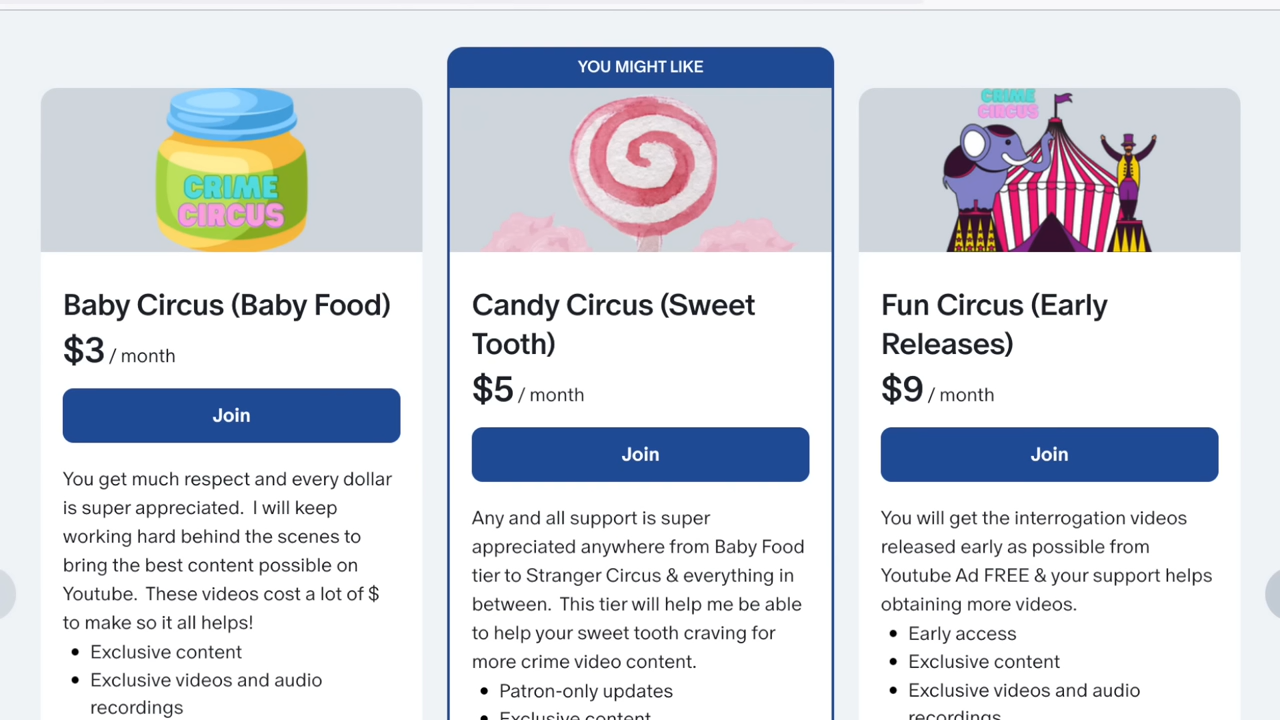 YOU MIGHT LIKE
CRIME
CIRCUS
Baby Circus (Baby Food)
$3 / month
Join
You get much respect and every dollar
is super appreciated.  I will keep
working hard behind the scenes to
bring the best content possible on
Youtube.  These videos cost a lot of $
to make so it all helps!
• Exclusive content
• Exclusive videos and audio
recordings
Candy Circus (Sweet
Tooth)
$5 / month
Join
Any and all support is super
appreciated anywhere from Baby Food
tier to Stranger Circus & everything in
between.  This tier will help me be able
to help your sweet tooth craving for
more crime video content.
• Patron-only updates
• Exclusive content
CRIME
CIRCUS
Fun Circus (Early
Releases)
$9 / month
Join
You will get the interrogation videos
released early as possible from
Youtube Ad FREE & your support helps
obtaining more videos.
• Early access
• Exclusive content
• Exclusive videos and audio
recordings